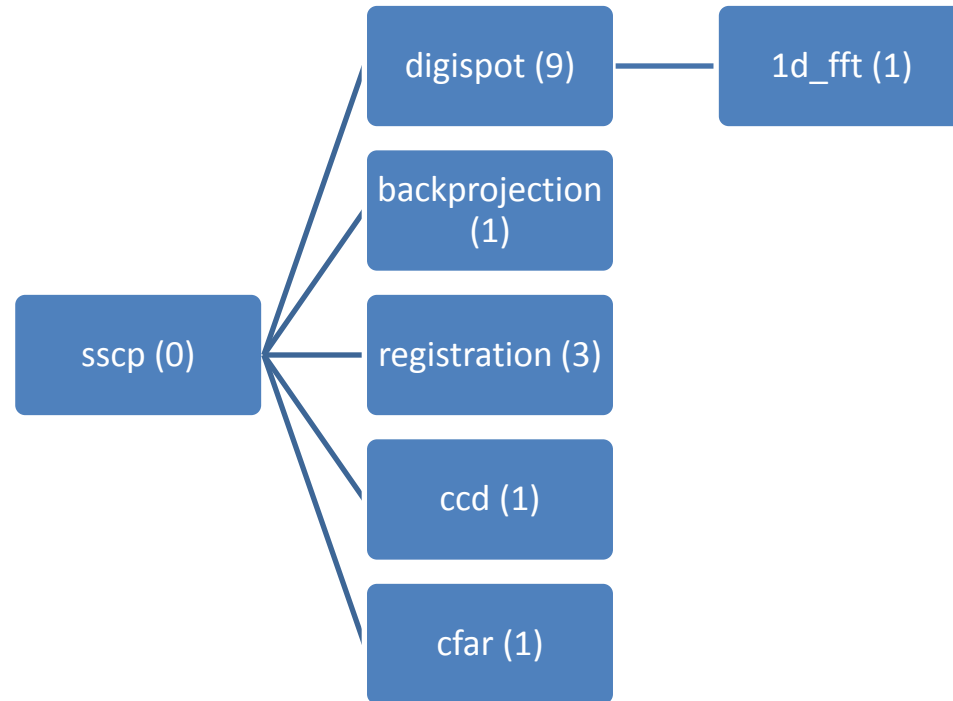 digispot (9)
1d_fft (1)
backprojection
(1)
sscp (0)
registration (3)
ccd (1)
cfar (1)